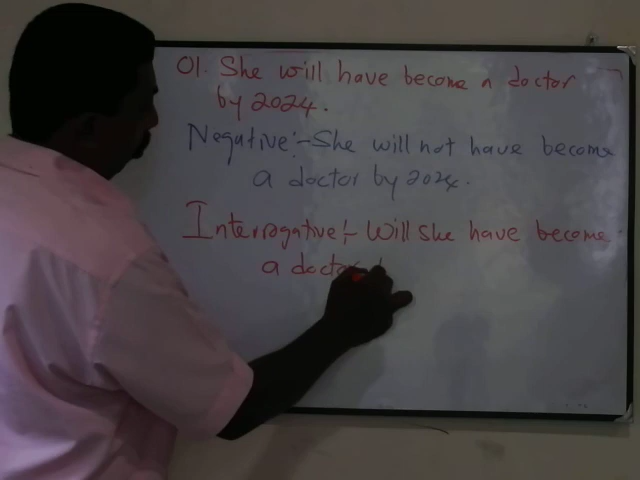 01. She will have become a doctor
by 2024.
Negative:- She will not have become
a doctor by 2024.
Interrogative:- Will she have become
a doctor